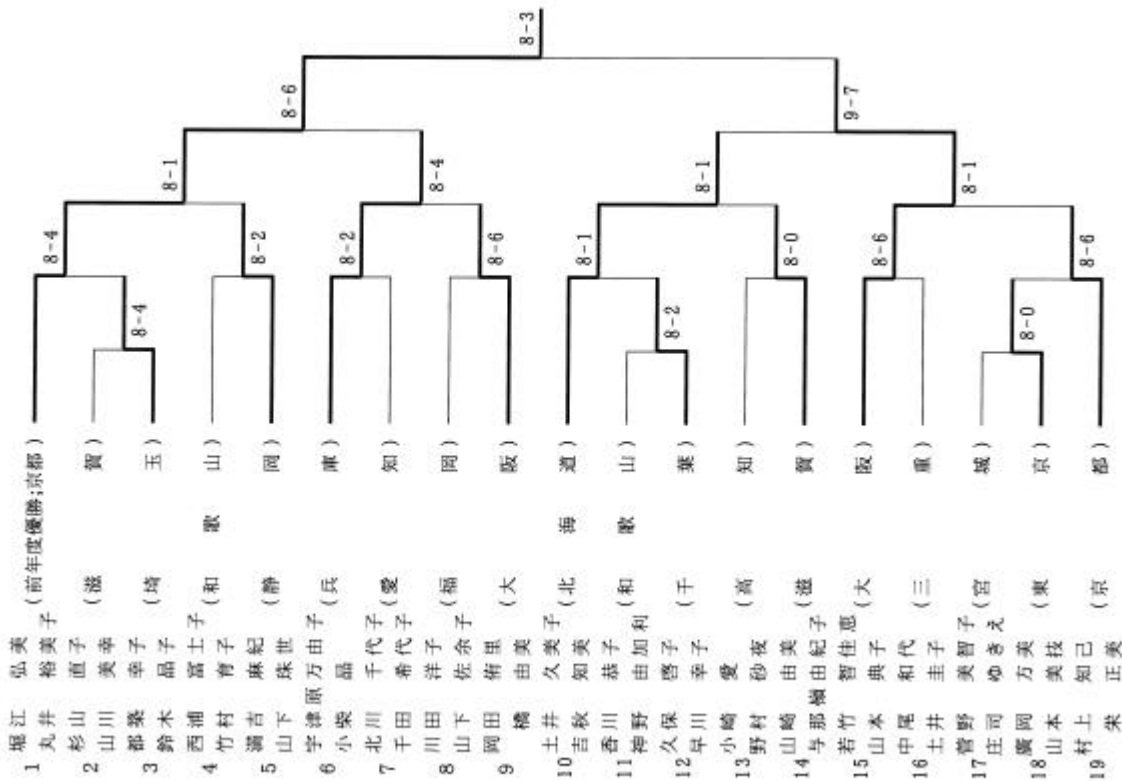 1 堀江 弘美
丸井 裕美子 (前年度優勝;京都)
2 杉山 直子
山川 美幸 (滋賀)
3 都築 幸子
鈴木 晶子 (埼玉)
4 西浦 富士子
竹村 育子 (和歌山)
5 溝吉 麻紀
山下 珠世 (静岡)
6 宇津原 万由子
小柴 晶 (兵庫)
7 北川 千代子
千田 希代子 (愛知)
8 川田 洋子
山下 佐余子 (福岡)
9 岡田 侑里
橋 由美 (大阪)
10 土井 久美子
吉秋 知美 (北海道)
11 香川 恭子
神野 由加利 (和歌山)
12 久保 啓子
早川 幸子 (千葉)
13 小崎 愛
野村 砂夜 (高知)
14 山崎 由美
与那嶺 由紀子 (滋賀)
15 若竹 智佳恵
山本 典子 (大阪)
16 中尾 和代
土井 圭子 (三重)
17 菅野 美智子
庄司 ゆきえ (宮城)
18 廣岡 方美
山本 美枝 (東京)
19 村上 知己
栄 正美 (京都)
8-4
8-2
8-0
8-4
8-2
8-2
8-6
8-1
8-0
8-6
8-6
8-1
8-4
8-1
8-1
8-6
9-7
8-3